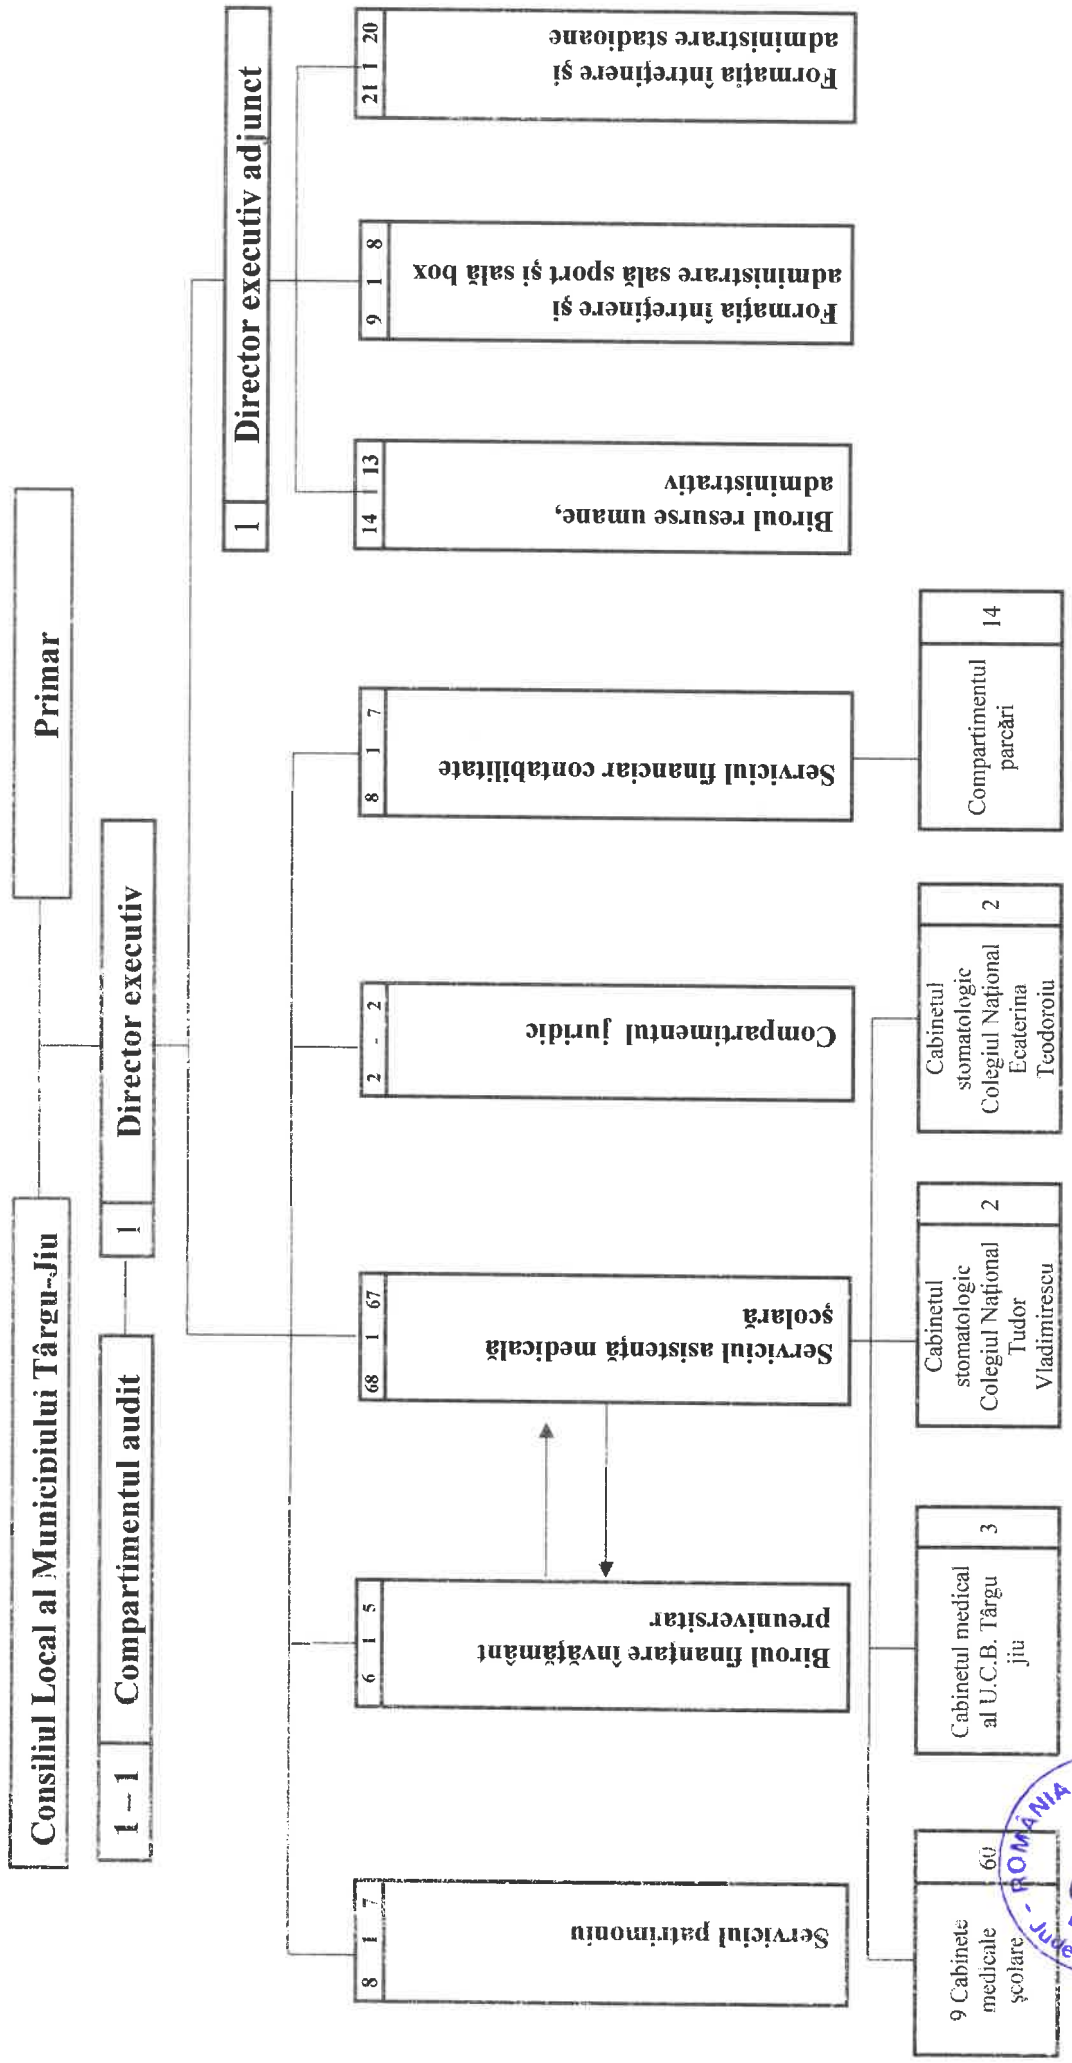 Consiliul Local al Municipiului Târgu-Jiu
Primar
1 – 1 Compartimentul audit
1 Director executiv
1 Director executiv adjunct
8 1 7
Serviciul patrimoniu
6 1 5
Biroul finanțare învățământ
preuniversitar
68 1 67
Serviciul asistență medicală
școlară
2 - 2
Compartimentul juridic
8 1 7
Serviciul financiar contabilitate
14 1 13
Biroul resurse umane,
administrativ
9 1 8
Formația întreținere și
administrare sală sport și sală box
21 1 20
Formația întreținere și
administrare stadioane
9 Cabinete
medicale
școlare
60
Cabinetul medical
al U.C.B. Târgu
jiu
3
Cabinetul
stomatologic
Colegiul Național
Tudor
Vladimirescu
2
Cabinetul
stomatologic
Colegiul Național
Ecaterina
Teodoroiu
2
Compartimentul
parcări
14
- ROMÂNIA